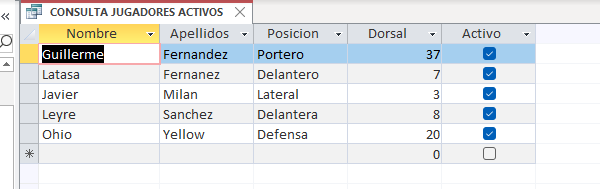 CONSULTA JUGADORES ACTIVOS
Nombre Apellidos Posicion Dorsal Activo
Guillerme Fernandez Portero 37
Latasa Fernanez Delantero 7
Javier Milan Lateral 3
Leyre Sanchez Delantera 8
Ohio Yellow Defensa 20
* 0